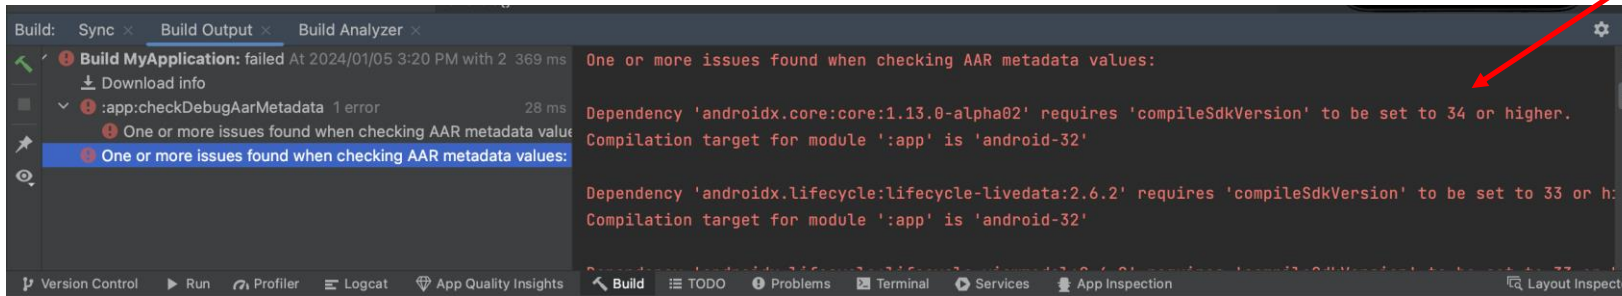 Build: Sync Build Output Build Analyzer
Build MyApplication: failed At 2024/01/05 3:20 PM with 2 369 ms
Download info
:app:checkDebugAarMetadata 1 error 28 ms
One or more issues found when checking AAR metadata value
One or more issues found when checking AAR metadata values:
One or more issues found when checking AAR metadata values:
Dependency 'androidx.core:core:1.13.0-alpha02' requires 'compileSdkVersion' to be set to 34 or higher.
Compilation target for module ':app' is 'android-32'
Dependency 'androidx.lifecycle:lifecycle-livedata:2.6.2' requires 'compileSdkVersion' to be set to 33 or hi
Compilation target for module ':app' is 'android-32'
Version Control Run Profiler Logcat App Quality Insights Build TODO Problems Terminal Services App Inspection Layout Inspect